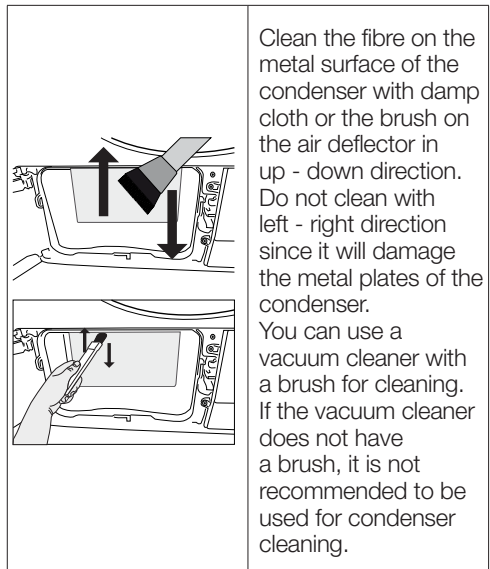 Clean the fibre on the
metal surface of the
condenser with damp
cloth or the brush on
the air deflector in
up - down direction.
Do not clean with
left - right direction
since it will damage
the metal plates of the
condenser.
You can use a
vacuum cleaner with
a brush for cleaning.
If the vacuum cleaner
does not have
a brush, it is not
recommended to be
used for condenser
cleaning.